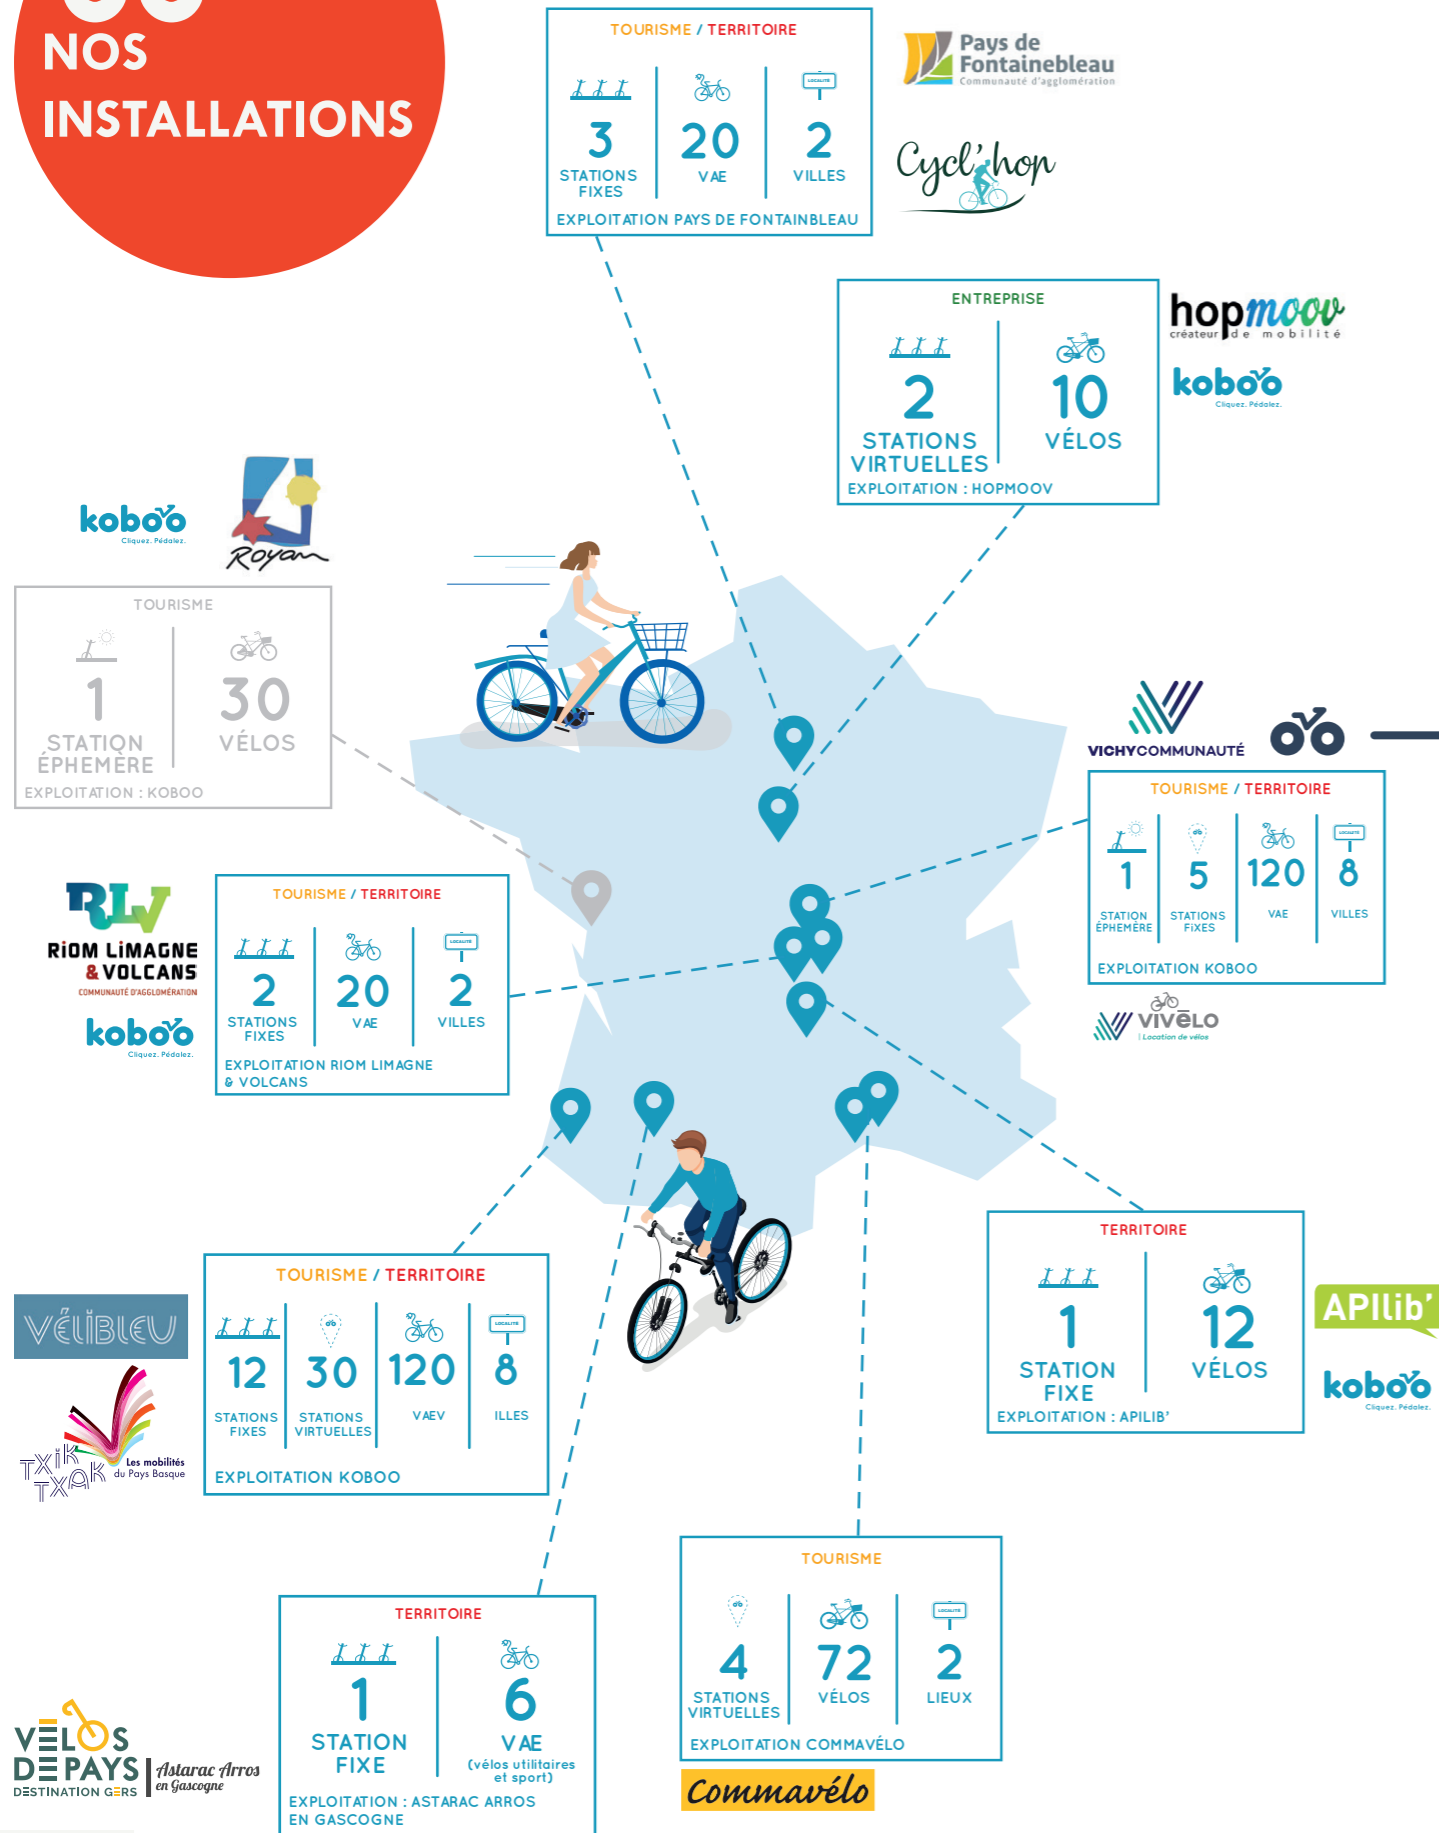 NOS
INSTALLATIONS
TOURISME / TERRITOIRE
LOCALITÉ
3
STATIONS
FIXES
20
VAE
2
VILLES
EXPLOITATION PAYS DE FONTAINBLEAU
Pays de
Fontainebleau
Communauté d'agglomération
Cycl'hop
ENTREPRISE
2
STATIONS
VIRTUELLES
10
VÉLOS
EXPLOITATION : HOPMOOV
hopmoov
créateur de mobilité
koboo
Cliquez. Pédalez.
koboo
Cliquez. Pédalez.
Royan
TOURISME
1
STATION
ÉPHEMÈRE
30
VÉLOS
EXPLOITATION : KOBOO
VICHYCOMMUNAUTÉ
TOURISME / TERRITOIRE
LOCALITÉ
1
STATION
ÉPHEMÈRE
5
STATIONS
FiXES
120
VAE
8
VILLES
EXPLOITATION KOBOO
VIVĒLO
Location de vélos
RLV
RiOM LiMAGNE
& VOLCANS
COMMUNAUTÉ D'AGGLOMÉRATION
koboo
Cliquez. Pédalez.
TOURISME / TERRITOIRE
LOCALITÉ
2
STATIONS
FIXES
20
VAE
2
VILLES
EXPLOITATION RIOM LIMAGNE
& VOLCANS
TERRITOIRE
1
STATION
FIXE
12
VÉLOS
EXPLOITATION : APILIB'
APIlib'
koboo
Cliquez. Pédalez.
VÉLIBLEU
TXIK
TXAK
Les mobilités
du Pays Basque
TOURISME / TERRITOIRE
LOCALITÉ
12
STATIONS
FIXES
30
STATIONS
VIRTUELLES
120
VAEV
8
ILLES
EXPLOITATION KOBOO
TOURISME
LOCALITÉ
4
STATIONS
VIRTUELLES
72
VÉLOS
2
LIEUX
EXPLOITATION COMMAVÉLO
Commavélo
TERRITOIRE
1
STATION
FIXE
6
VAE
(vélos utilitaires
et sport)
EXPLOITATION : ASTARAC ARROS
EN GASCOGNE
VÉLOS
DEPAYS
DESTINATION GERS
Astarac Arros
en Gascogne